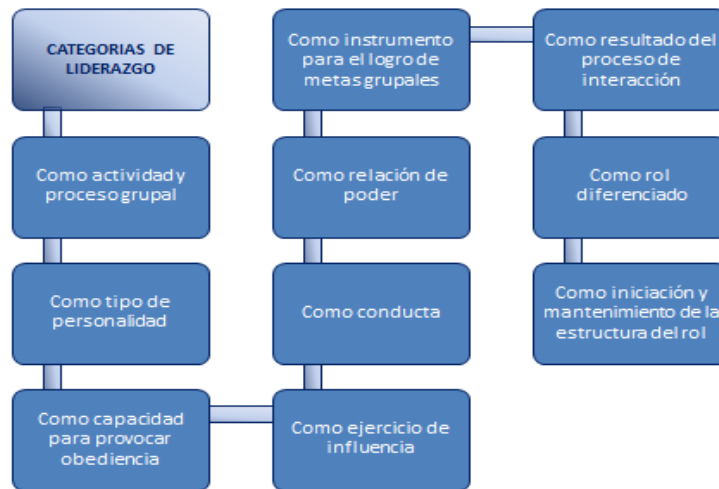 CATEGORIAS DE
LIDERAZGO
Como actividad y
proceso grupal
Como tipo de
personalidad
Como capacidad
para provocar
obediencia
Como ejercicio de
influencia
Como conducta
Como relación de
poder
Como instrumento
para el logro de
metas grupales
Como resultado del
proceso de
interacción
Como rol
diferenciado
Como iniciación y
mantenimiento de la
estructura del rol